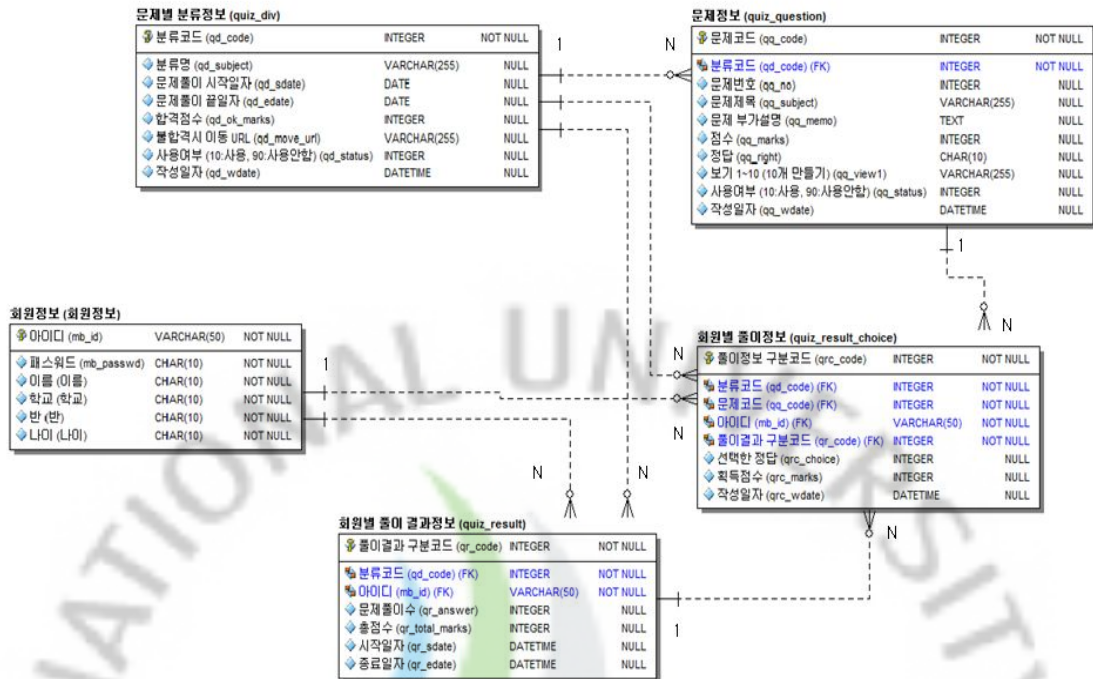 문제별 분류정보 (quiz_div)
분류코드 (qd_code) INTEGER NOT NULL
분류명 (qd_subject) VARCHAR(255) NULL
문제풀이 시작일자 (qd_sdate) DATE NULL
문제풀이 끝일자 (qd_edate) DATE NULL
합격점수 (qd_ok_marks) INTEGER NULL
불합격시 이동 URL (qd_move_url) VARCHAR(255) NULL
사용여부 (10:사용, 90:사용안함) (qd_status) INTEGER NULL
작성일자 (qd_wdate) DATETIME NULL
1
N
문제정보 (quiz_question)
문제코드 (qq_code) INTEGER NOT NULL
분류코드 (qd_code) (FK) INTEGER NOT NULL
문제번호 (qq_no) INTEGER NULL
문제제목 (qq_subject) VARCHAR(255) NULL
문제 부가설명 (qq_memo) TEXT NULL
점수 (qq_marks) INTEGER NULL
정답 (qq_right) CHAR(10) NULL
보기 1~10 (10개 만들기) (qq_view1) VARCHAR(255) NULL
사용여부 (10:사용, 90:사용안함) (qq_status) INTEGER NULL
작성일자 (qq_wdate) DATETIME NULL
1
N
회원정보 (회원정보)
아이디 (mb_id) VARCHAR(50) NOT NULL
패스워드 (mb_passwd) CHAR(10) NOT NULL
이름 (이름) CHAR(10) NOT NULL
학교 (학교) CHAR(10) NOT NULL
반 (반) CHAR(10) NOT NULL
나이 (나이) CHAR(10) NOT NULL
1
N
N
N
N
회원별 풀이정보 (quiz_result_choice)
풀이정보 구분코드 (qrc_code) INTEGER NOT NULL
분류코드 (qd_code) (FK) INTEGER NOT NULL
문제코드 (qq_code) (FK) INTEGER NOT NULL
아이디 (mb_id) (FK) VARCHAR(50) NOT NULL
풀이결과 구분코드 (qr_code) (FK) INTEGER NOT NULL
선택한 정답 (qrc_choice) INTEGER NULL
획득점수 (qrc_marks) INTEGER NULL
작성일자 (qrc_wdate) DATETIME NULL
N
회원별 풀이 결과정보 (quiz_result)
풀이결과 구분코드 (qr_code) INTEGER NOT NULL
분류코드 (qd_code) (FK) INTEGER NOT NULL
아이디 (mb_id) (FK) VARCHAR(50) NOT NULL
문제풀이수 (qr_answer) INTEGER NULL
총점수 (qr_total_marks) INTEGER NULL
시작일자 (qr_sdate) DATETIME NULL
종료일자 (qr_edate) DATETIME NULL
1